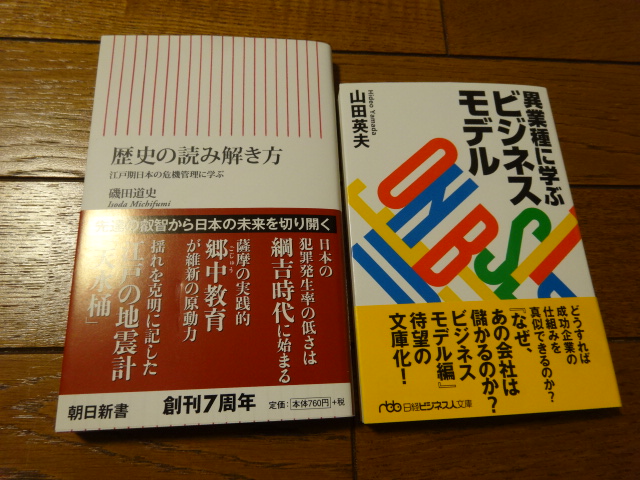 歴史の読み解き方
江戸期日本の危機管理に学ぶ
磯田道史
Isoda Michifumi
先達の叡智から日本の未来を切り開く
日本の
犯罪発生率の低さは
綱吉時代に始まる
薩摩の実践的
郷中教育
ごじゅう
が維新の原動力
揺れを克明に記した
江戸の地震計
「天水桶」
朝日新書
創刊7周年
定価：本体760円+税
異業種に学ぶ
ビジネス
モデル
山田英夫
Hideo Yamada
どうすれば
成功企業の
仕組みを
真似できるのか?
『なぜ、
あの会社は
儲かるのか?
ビジネス
モデル編』
待望の
文庫化!
nbb 日経ビジネス人文庫